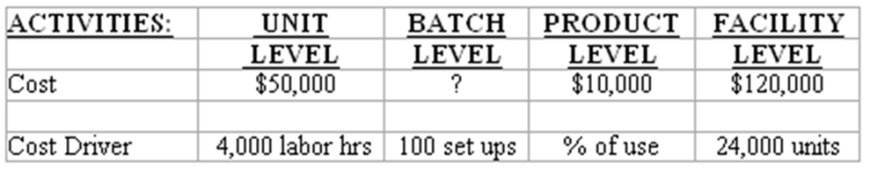 ACTIVITIES: UNIT BATCH PRODUCT FACILITY
LEVEL LEVEL LEVEL LEVEL
Cost $50,000 ? $10,000 $120,000
Cost Driver 4,000 labor hrs 100 set ups % of use 24,000 units